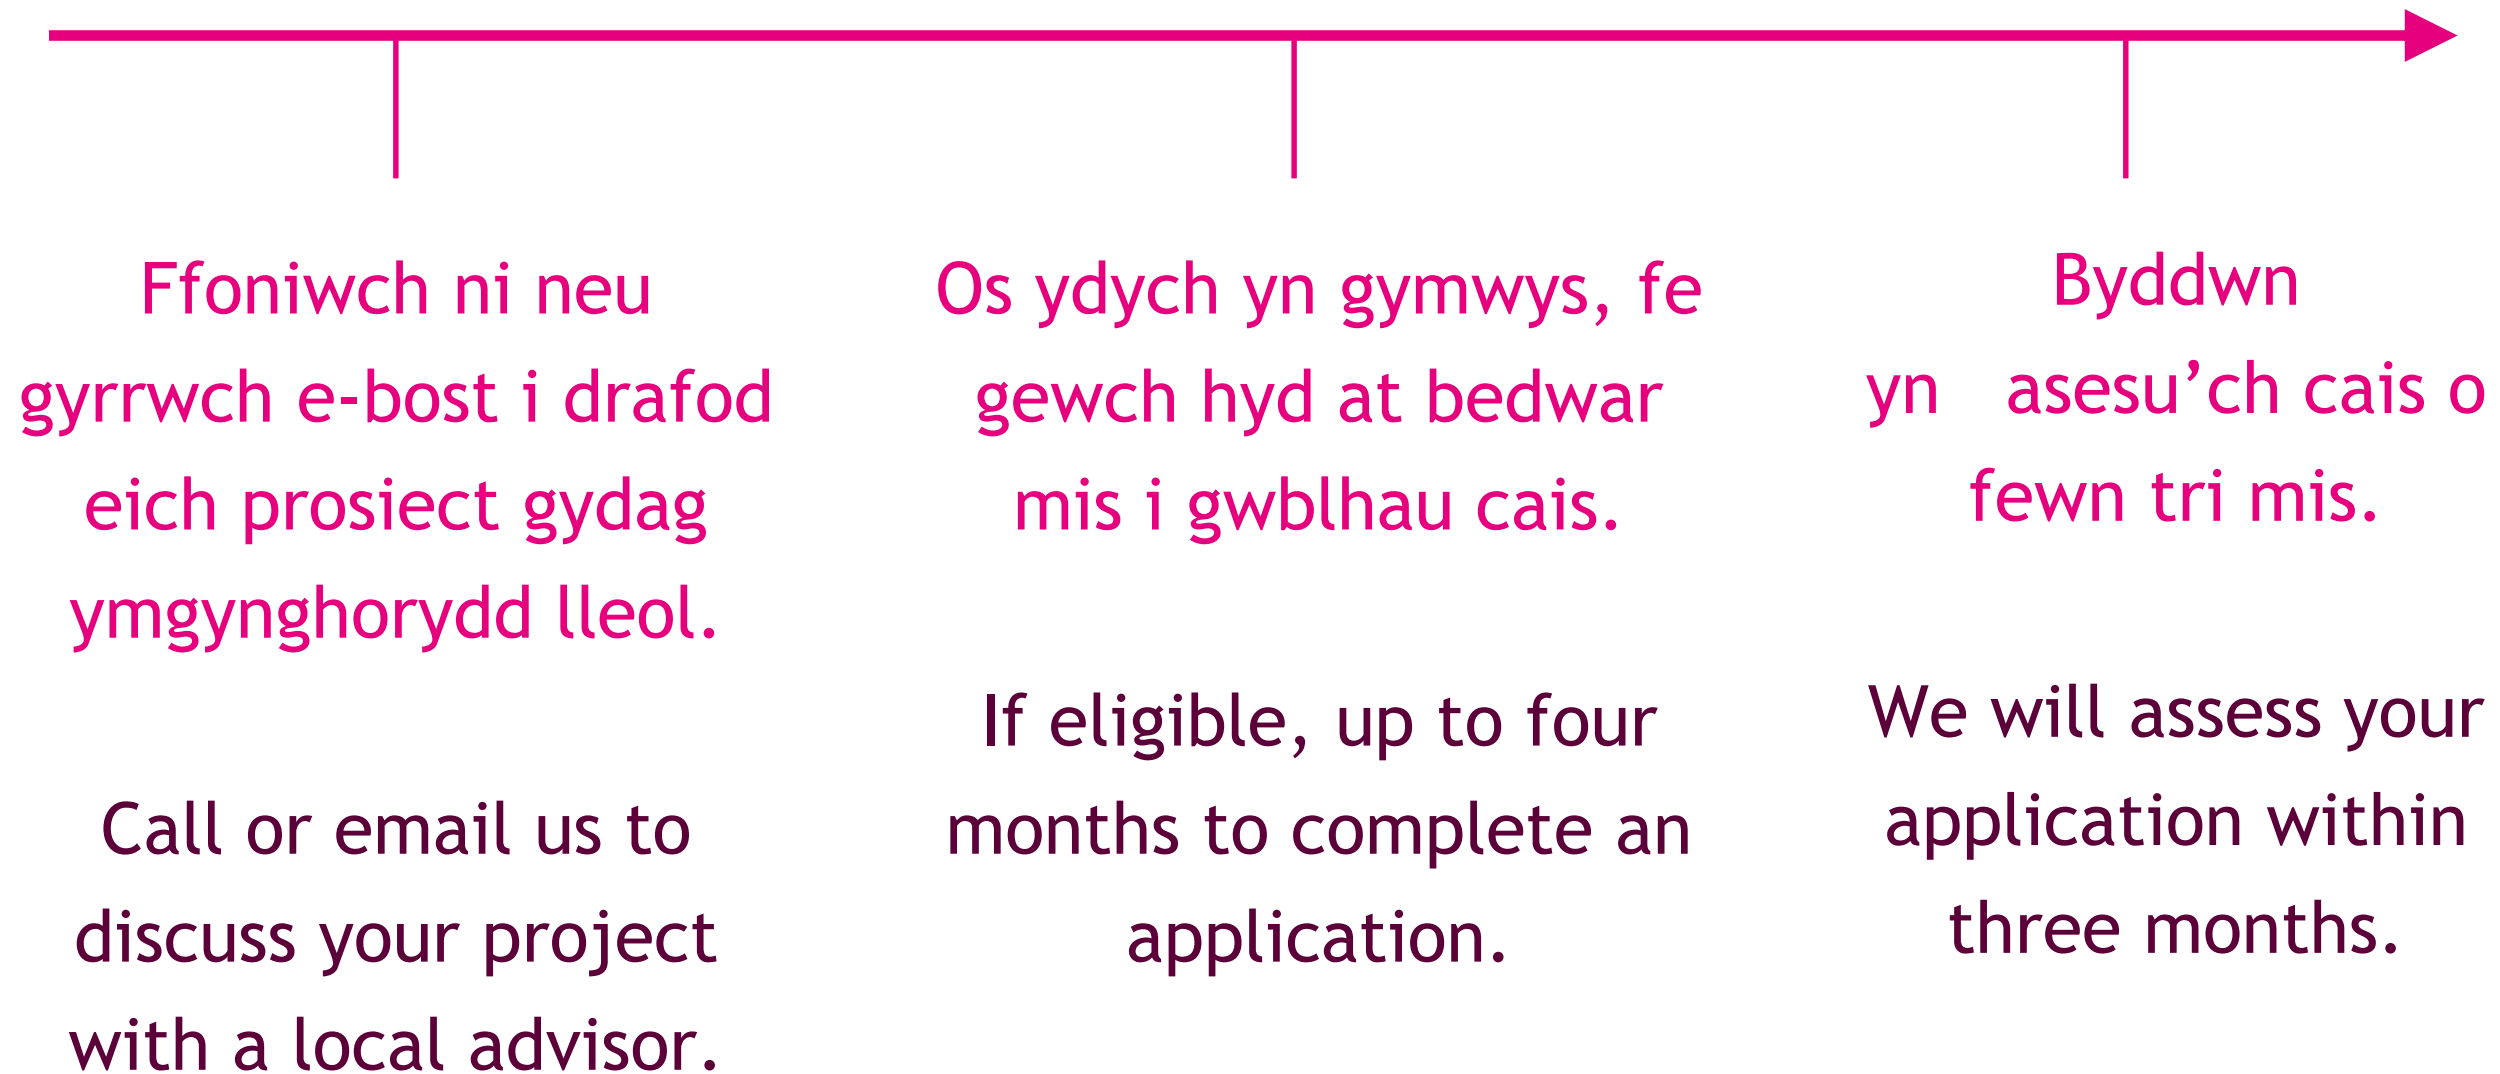 Ffonwch ni neu
gyrrwch e-bost i drafod
eich prosiect gydag
ymgynghorydd lleol.
Call or email us to
discuss your project
with a local advisor.
Os ydych yn gymwys, fe
gewch hyd at bedwar
mis i gwblhau cais.
If eligible, up to four
months to complete an
application.
Byddwn
yn asesu’ch cais o
fewn tri mis.
We will assess your
application within
three months.